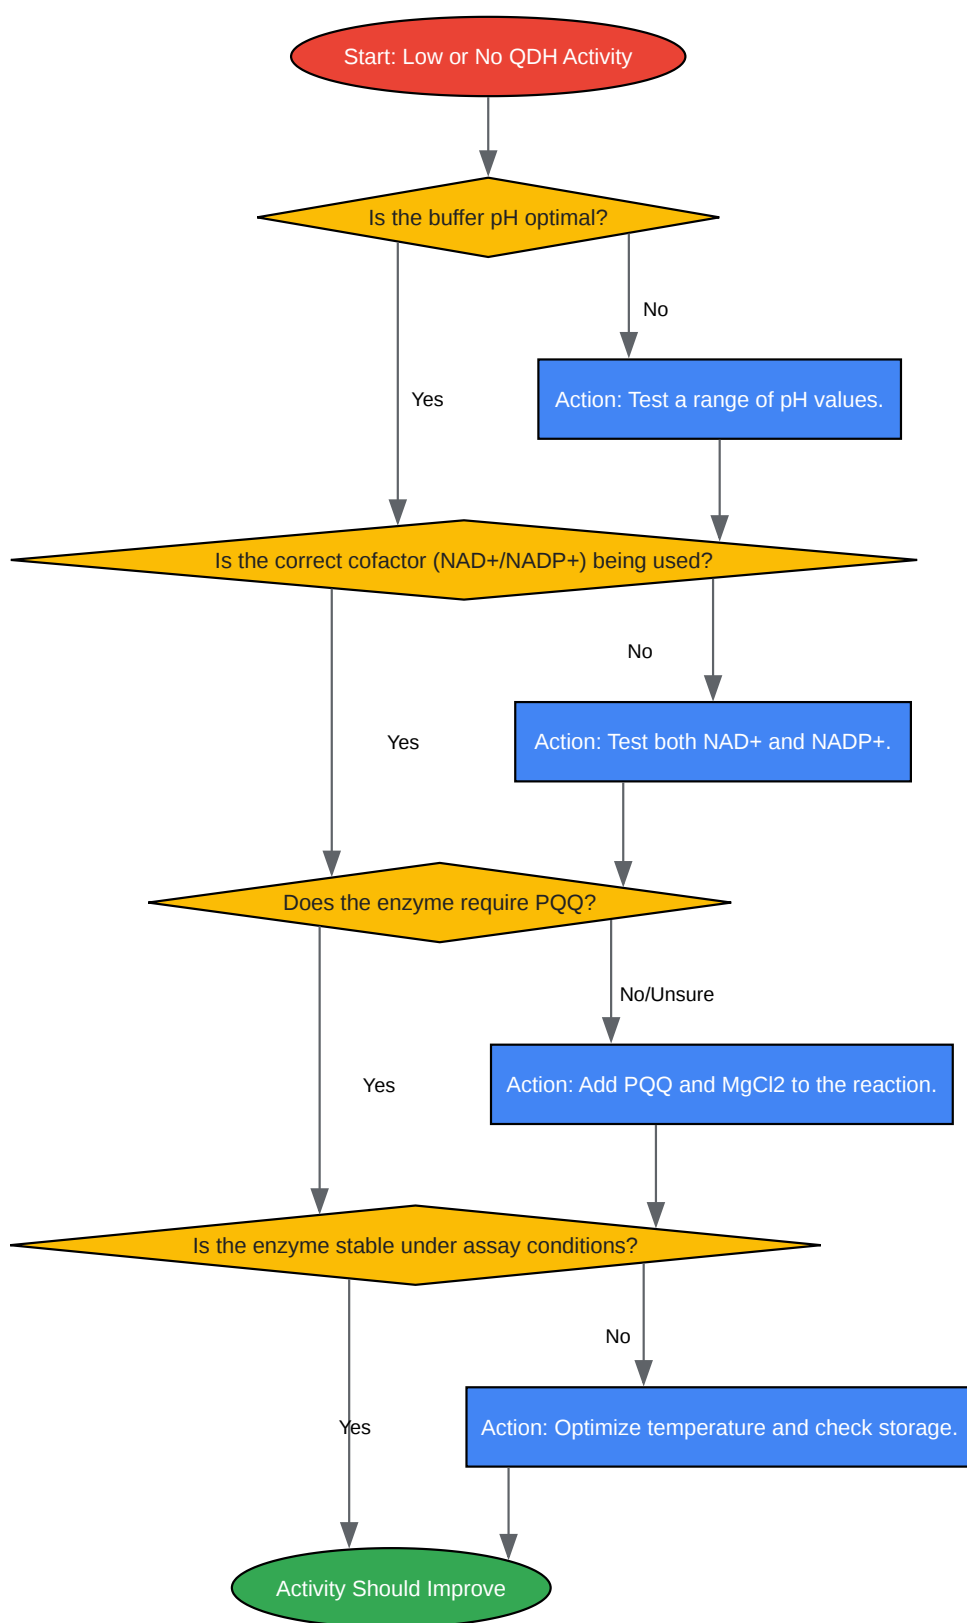 Start: Low or No QDH Activity
Is the buffer pH optimal?
No
Yes
Action: Test a range of pH values.
Is the correct cofactor (NAD+/NADP+) being used?
No
Yes
Action: Test both NAD+ and NADP+.
Does the enzyme require PQQ?
No/Unsure
Yes
Action: Add PQQ and MgCl2 to the reaction.
Is the enzyme stable under assay conditions?
No
Yes
Action: Optimize temperature and check storage.
Activity Should Improve